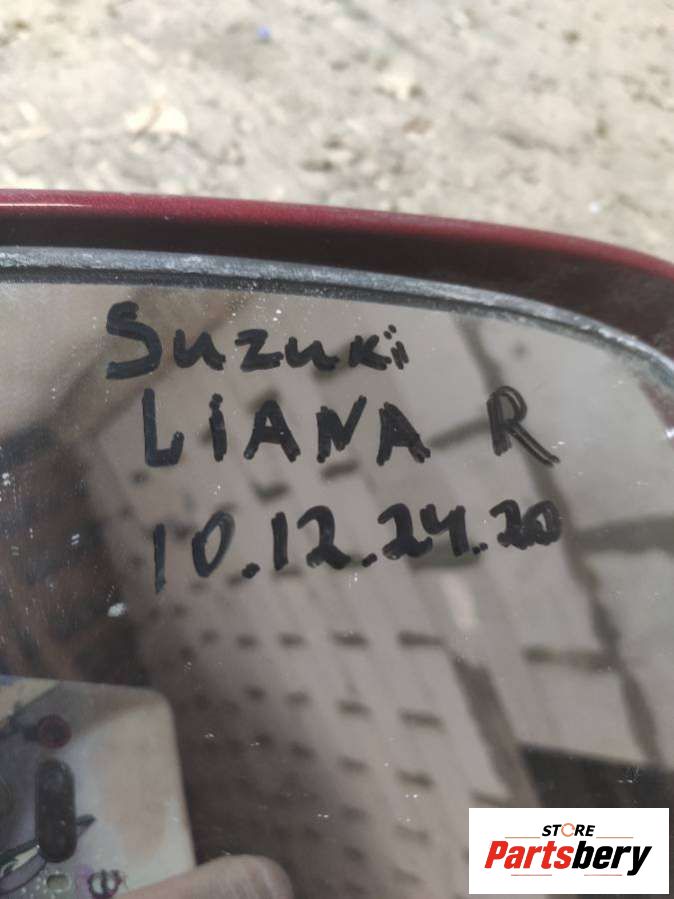 Suzuki
LIANA R
10.12.24.20
STORE
Partsbery